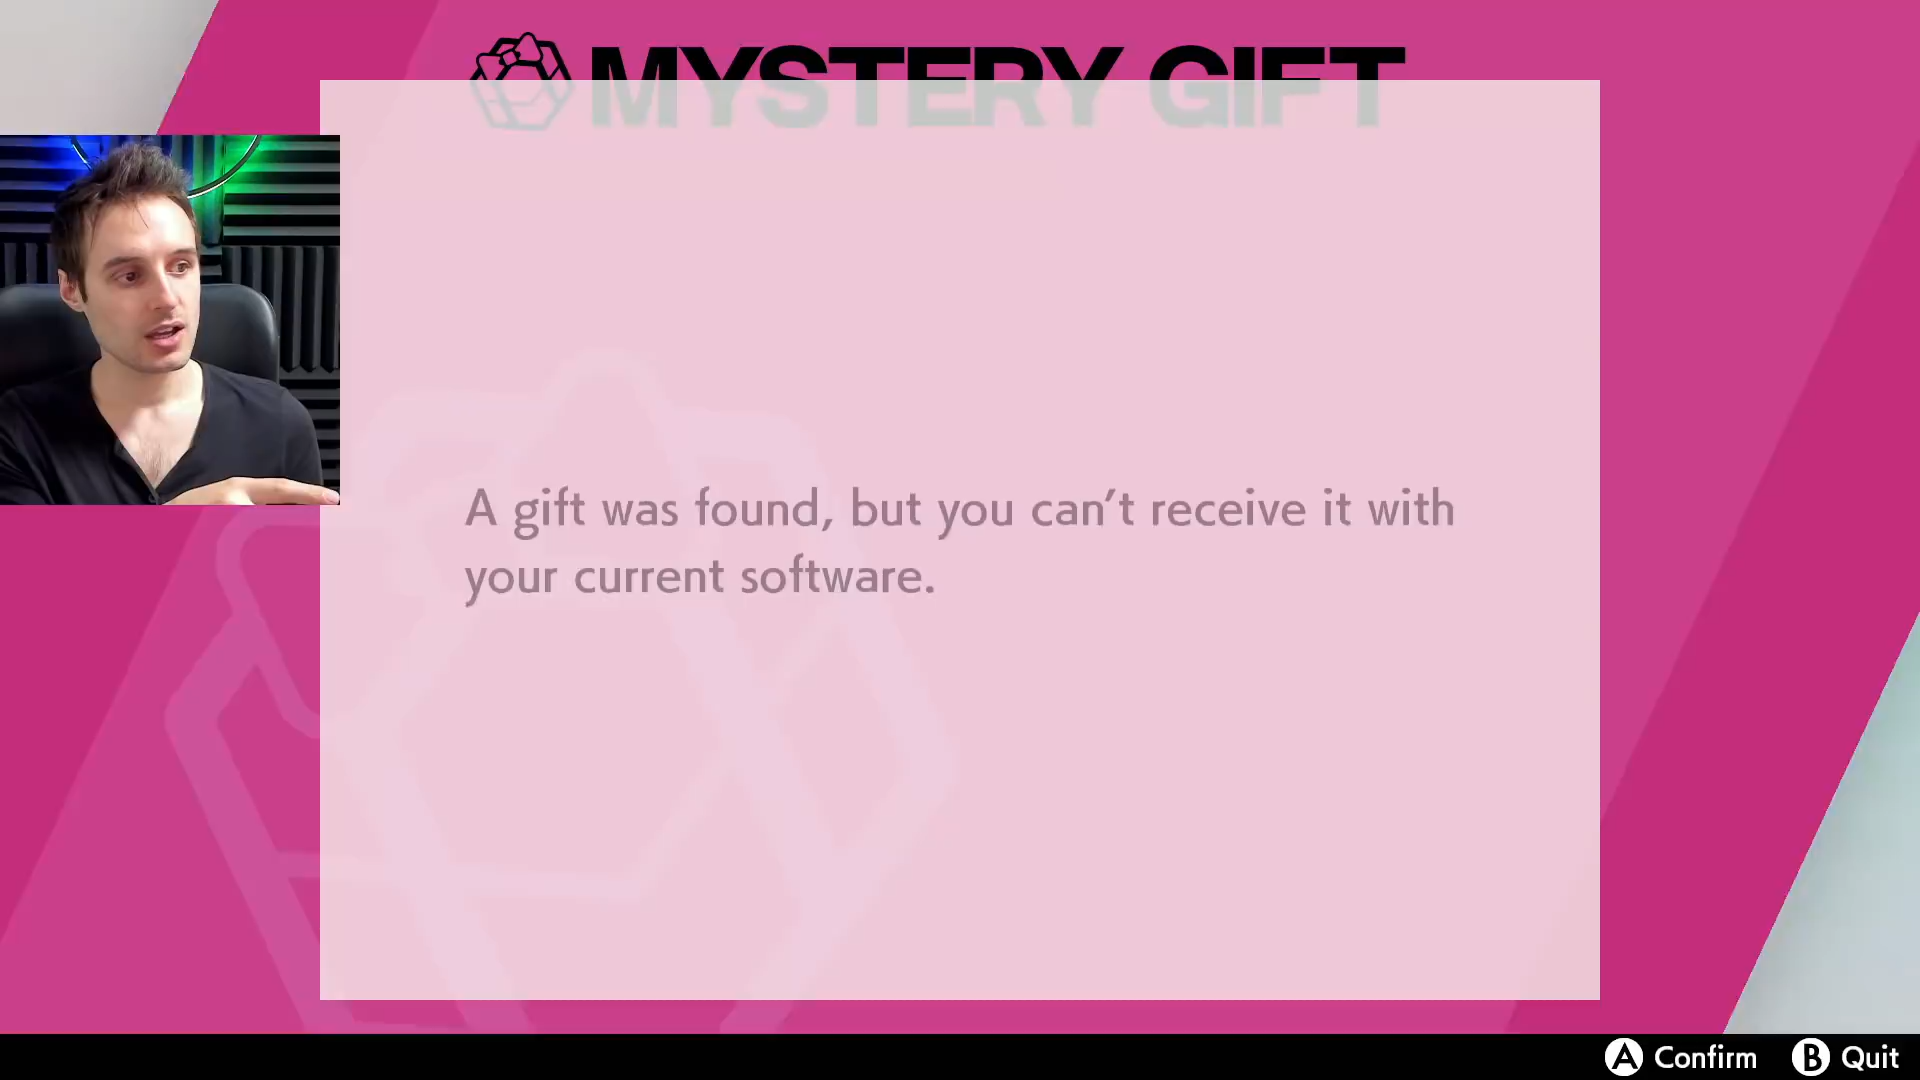 MYSTERY GIFT
A gift was found, but you can’t receive it with
your current software.
A Confirm B Quit